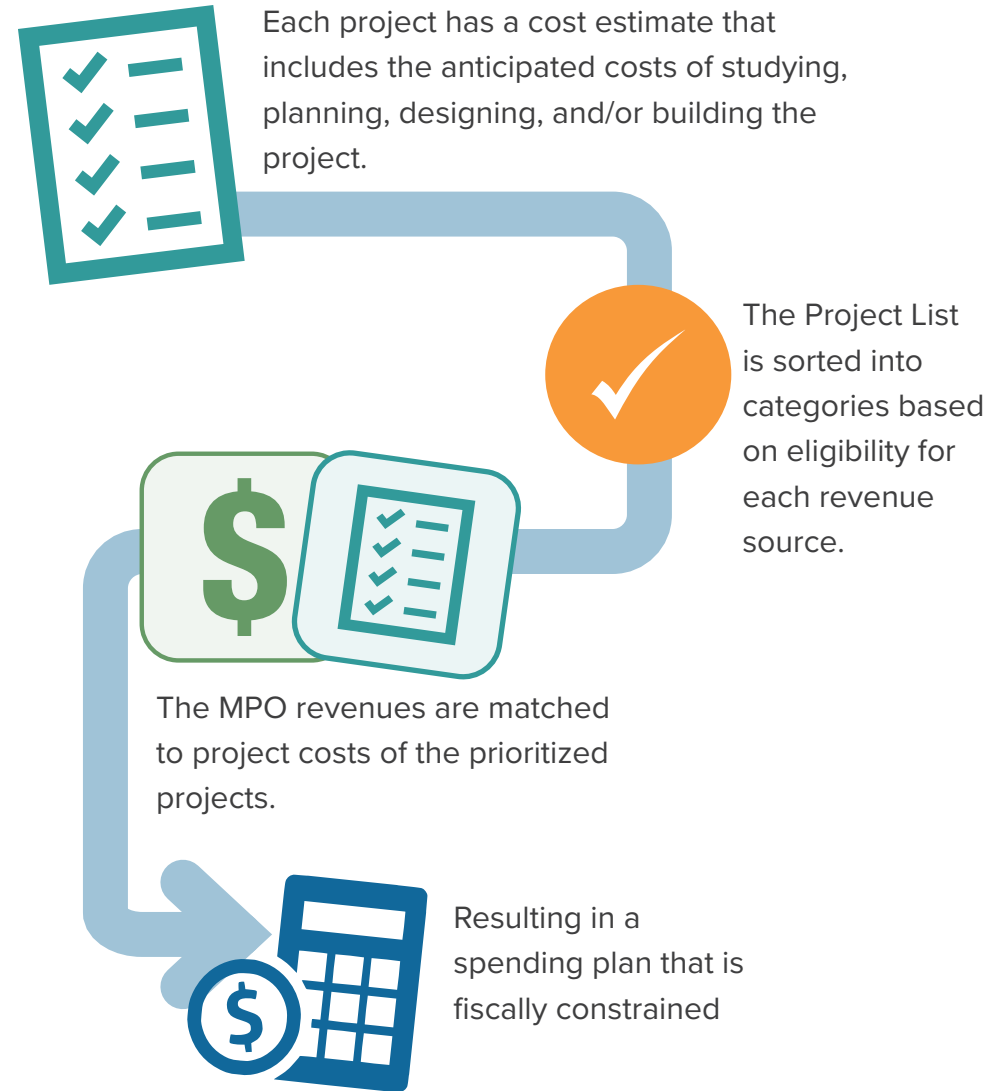 Each project has a cost estimate that
includes the anticipated costs of studying,
planning, designing, and/or building the
project.
The Project List
is sorted into
categories based
on eligibility for
each revenue
source.
$
The MPO revenues are matched
to project costs of the prioritized
projects.
Resulting in a
spending plan that is
fiscally constrained
$